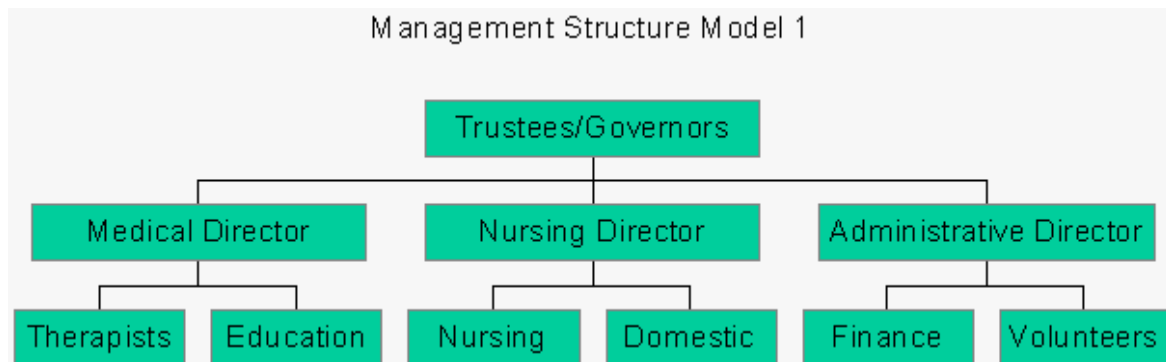 Management Structure Model 1
Trustees/Governors
Medical Director
Nursing Director
Administrative Director
Therapists
Education
Nursing
Domestic
Finance
Volunteers